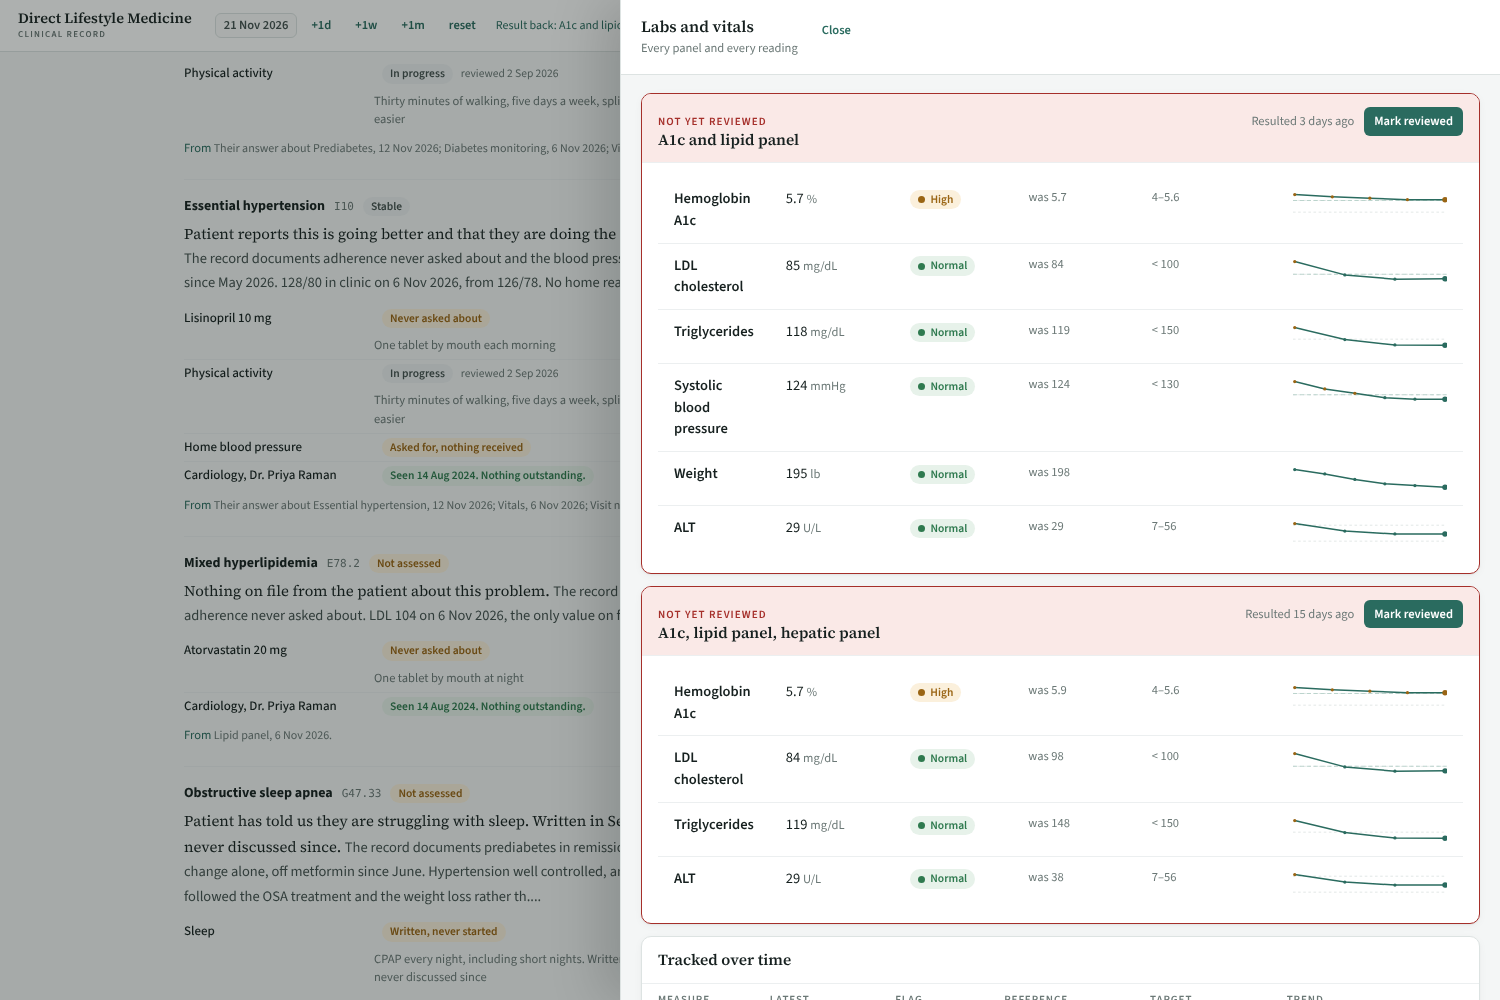 Direct Lifestyle Medicine
CLINICAL RECORD
21 Nov 2026
+1d
+1w
+1m
reset
Result back: A1c and lipid
Physical activity
In progress
reviewed 2 Sep 2026
Thirty minutes of walking, five days a week, spli
easier
From Their answer about Prediabetes, 12 Nov 2026; Diabetes monitoring, 6 Nov 2026; Vi
Essential hypertension I10 Stable
Patient reports this is going better and that they are doing the
The record documents adherence never asked about and the blood pres
since May 2026. 128/80 in clinic on 6 Nov 2026, from 126/78. No home rea
Lisinopril 10 mg
Never asked about
One tablet by mouth each morning
Physical activity
In progress
reviewed 2 Sep 2026
Thirty minutes of walking, five days a week, spli
easier
Home blood pressure
Asked for, nothing received
Cardiology, Dr. Priya Raman
Seen 14 Aug 2024. Nothing outstanding.
From Their answer about Essential hypertension, 12 Nov 2026; Vitals, 6 Nov 2026; Visit n
Mixed hyperlipidemia E78.2 Not assessed
Nothing on file from the patient about this problem. The record
adherence never asked about. LDL 104 on 6 Nov 2026, the only value on f
Atorvastatin 20 mg
Never asked about
One tablet by mouth at night
Cardiology, Dr. Priya Raman
Seen 14 Aug 2024. Nothing outstanding.
From Lipid panel, 6 Nov 2026.
Obstructive sleep apnea G47.33 Not assessed
Patient has told us they are struggling with sleep. Written in Se
never discussed since. The record documents prediabetes in remissio
change alone, off metformin since June. Hypertension well controlled, a
followed the OSA treatment and the weight loss rather th....
Sleep
Written, never started
CPAP every night, including short nights. Writte
never discussed since
Labs and vitals
Every panel and every reading
Close
NOT YET REVIEWED
A1c and lipid panel
Resulted 3 days ago
Mark reviewed
Hemoglobin A1c 5.7 % High was 5.7 4–5.6
LDL cholesterol 85 mg/dL Normal was 84 < 100
Triglycerides 118 mg/dL Normal was 119 < 150
Systolic blood pressure 124 mmHg Normal was 124 < 130
Weight 195 lb Normal was 198
ALT 29 U/L Normal was 29 7–56
NOT YET REVIEWED
A1c, lipid panel, hepatic panel
Resulted 15 days ago
Mark reviewed
Hemoglobin A1c 5.7 % High was 5.9 4–5.6
LDL cholesterol 84 mg/dL Normal was 98 < 100
Triglycerides 119 mg/dL Normal was 148 < 150
ALT 29 U/L Normal was 38 7–56
Tracked over time
MEASURE LATEST FLAG REFERENCE TARGET TREND